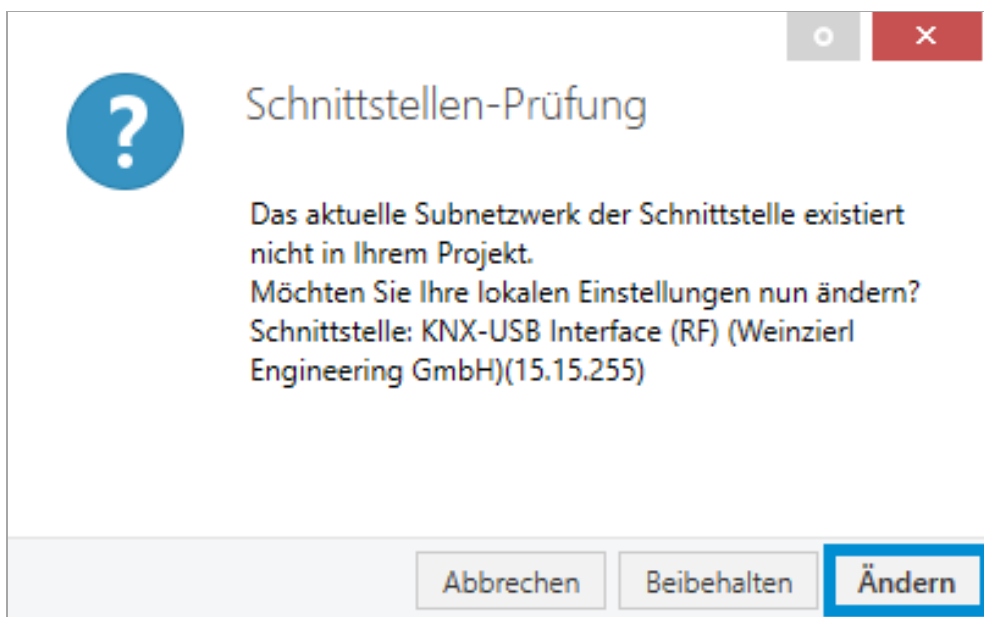 Schnittstellen-Prüfung
Das aktuelle Subnetzwerk der Schnittstelle existiert
nicht in Ihrem Projekt.
Möchten Sie Ihre lokalen Einstellungen nun ändern?
Schnittstelle: KNX-USB Interface (RF) (Weinzierl
Engineering GmbH)(15.15.255)
Abbrechen Beibehalten Ändern